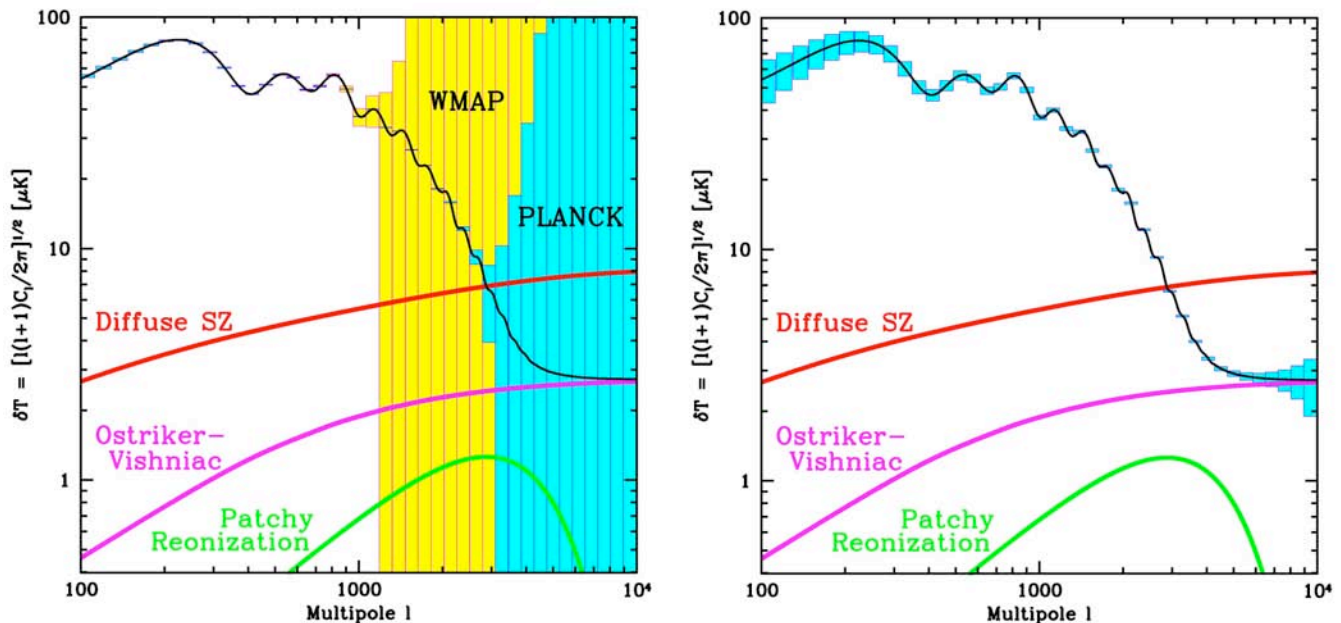 100
10
1
δT = [l(l+1)C_l/2π]^{1/2} [μK]
WMAP
PLANCK
Diffuse SZ
Ostriker-
Vishniac
Patchy
Reonization
100
1000
10⁴
Multipole l
100
10
1
δT = [l(l+1)C_l/2π]^{1/2} [μK]
Diffuse SZ
Ostriker-
Vishniac
Patchy
Reonization
100
1000
10⁴
Multipole l